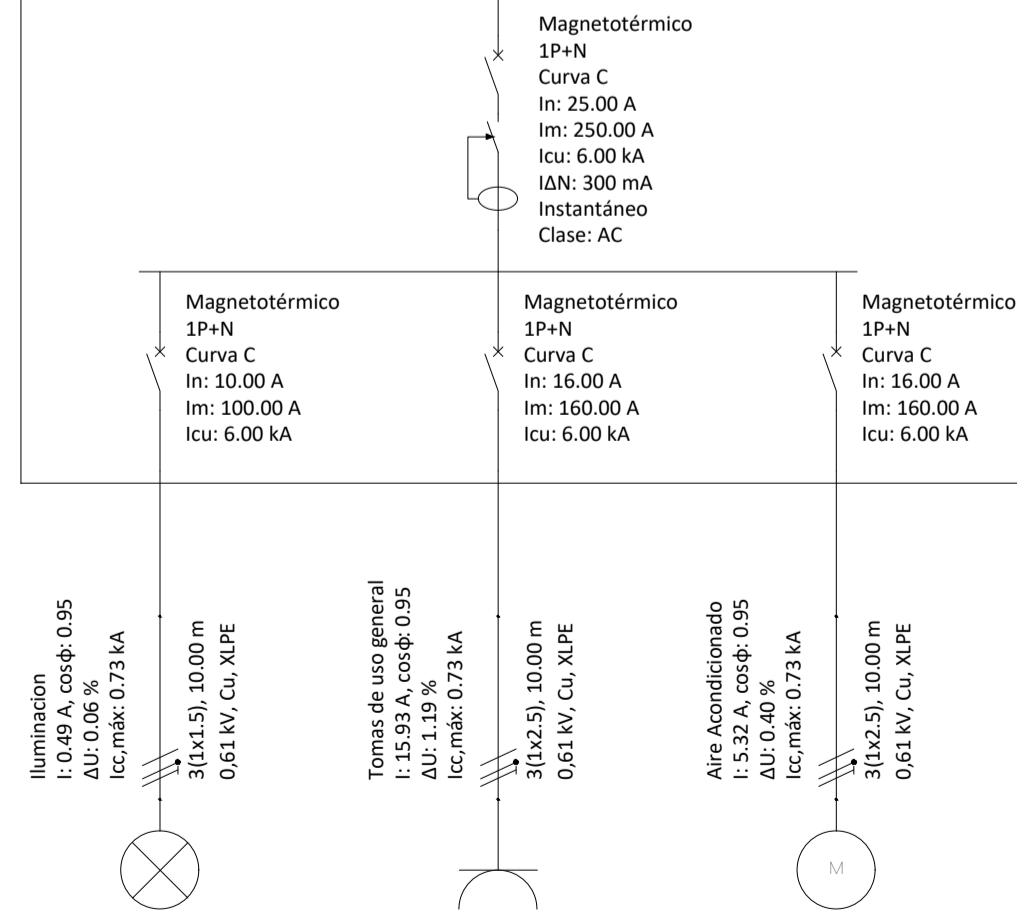 Magnetotérmico
1P+N
Curva C
In: 25.00 A
Im: 250.00 A
Icu: 6.00 kA
IΔN: 300 mA
Instantáneo
Clase: AC
Magnetotérmico
1P+N
Curva C
In: 10.00 A
Im: 100.00 A
Icu: 6.00 kA
Magnetotérmico
1P+N
Curva C
In: 16.00 A
Im: 160.00 A
Icu: 6.00 kA
Magnetotérmico
1P+N
Curva C
In: 16.00 A
Im: 160.00 A
Icu: 6.00 kA
Iluminacion
I: 0.49 A, cosφ: 0.95
ΔU: 0.06 %
Icc,máx: 0.73 kA
3(1x1.5), 10.00 m
0,61 kV, Cu, XLPE
Tomas de uso general
I: 15.93 A, cosφ: 0.95
ΔU: 1.19 %
Icc,máx: 0.73 kA
3(1x2.5), 10.00 m
0,61 kV, Cu, XLPE
Aire Acondicionado
I: 5.32 A, cosφ: 0.95
ΔU: 0.40 %
Icc,máx: 0.73 kA
3(1x2.5), 10.00 m
0,61 kV, Cu, XLPE
M